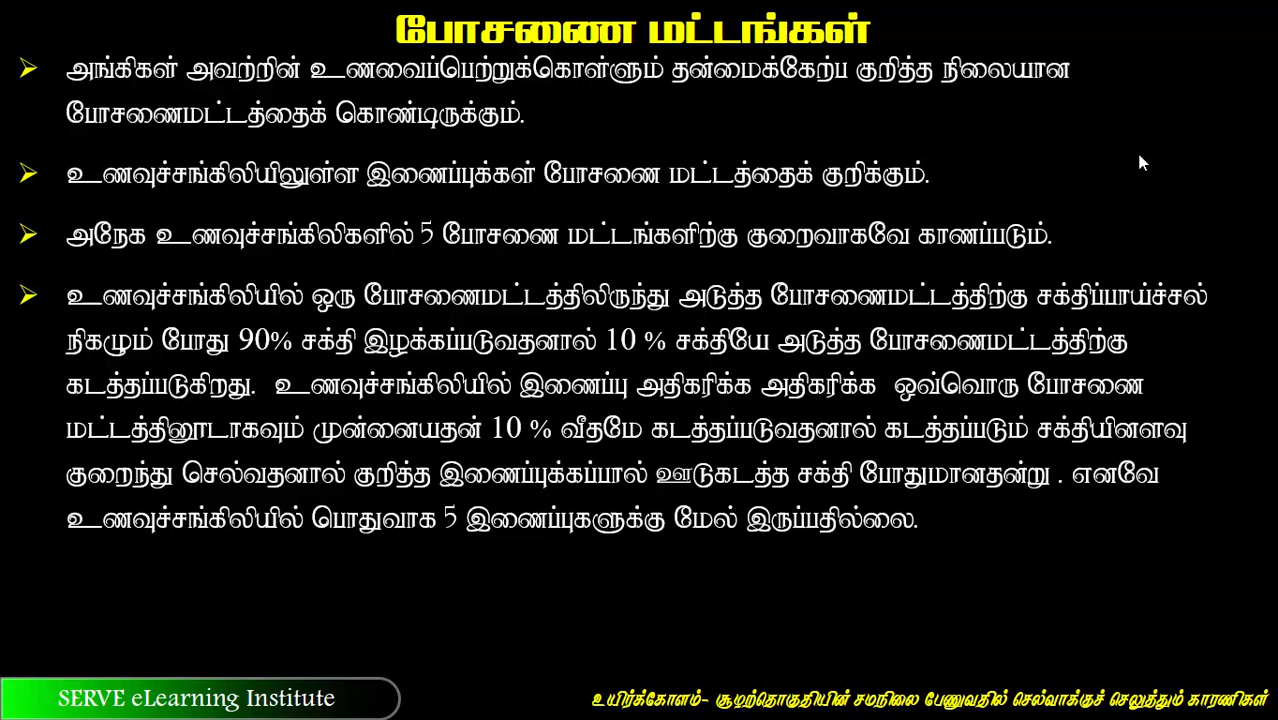 போசணை மட்டங்கள்
அங்கிகள் அவற்றின் உணவைப்பெற்றுக்கொள்ளும் தன்மைக்கேற்ப குறித்த நிலையான
போசணைமட்டத்தைக் கொண்டிருக்கும்.
உணவுச்சங்கிலியிலுள்ள இணைப்புக்கள் போசணை மட்டத்தைக் குறிக்கும்.
அநேக உணவுச்சங்கிலிகளில் 5 போசணை மட்டங்களிற்கு குறைவாகவே காணப்படும்.
உணவுச்சங்கிலியில் ஒரு போசணைமட்டத்திலிருந்து அடுத்த போசணைமட்டத்திற்கு சக்திப்பாய்ச்சல்
நிகழும் போது 90% சக்தி இழக்கப்படுவதனால் 10 % சக்தியே அடுத்த போசணைமட்டத்திற்கு
கடத்தப்படுகிறது. உணவுச்சங்கிலியில் இணைப்பு அதிகரிக்க அதிகரிக்க ஒவ்வொரு போசணை
மட்டத்தினூடாகவும் முன்னையதன் 10 % வீதமே கடத்தப்படுவதனால் கடத்தப்படும் சக்தியினளவு
குறைந்து செல்வதனால் குறித்த இணைப்புக்கப்பால் ஊடுகடத்த சக்தி போதுமானதன்று . எனவே
உணவுச்சங்கிலியில் பொதுவாக 5 இணைப்புகளுக்கு மேல் இருப்பதில்லை.
SERVE eLearning Institute
உயிர்க்கோளம்- சூழற்தொகுதியின் சமநிலை பேணுவதில் செல்வாக்குச் செலுத்தும் காரணிகள்